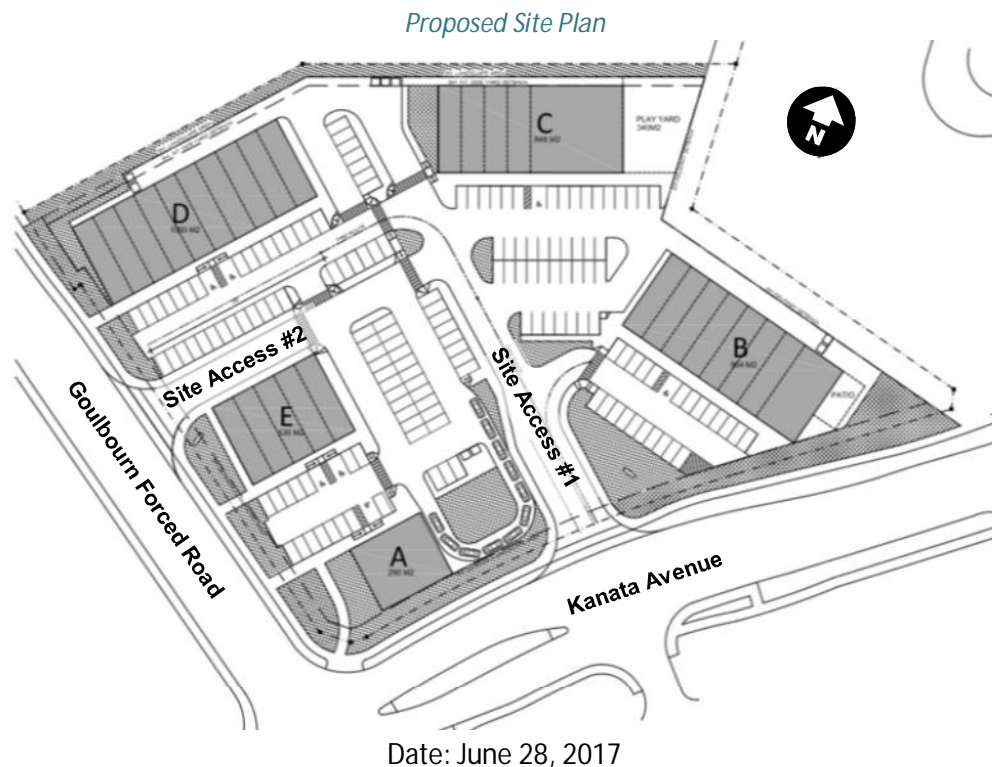 Proposed Site Plan
N
C
PLAY YARD
340M2
D
B
PATIO
Site Access #2
Site Access #1
E
A
Goulbourn Forced Road
Kanata Avenue
Date: June 28, 2017